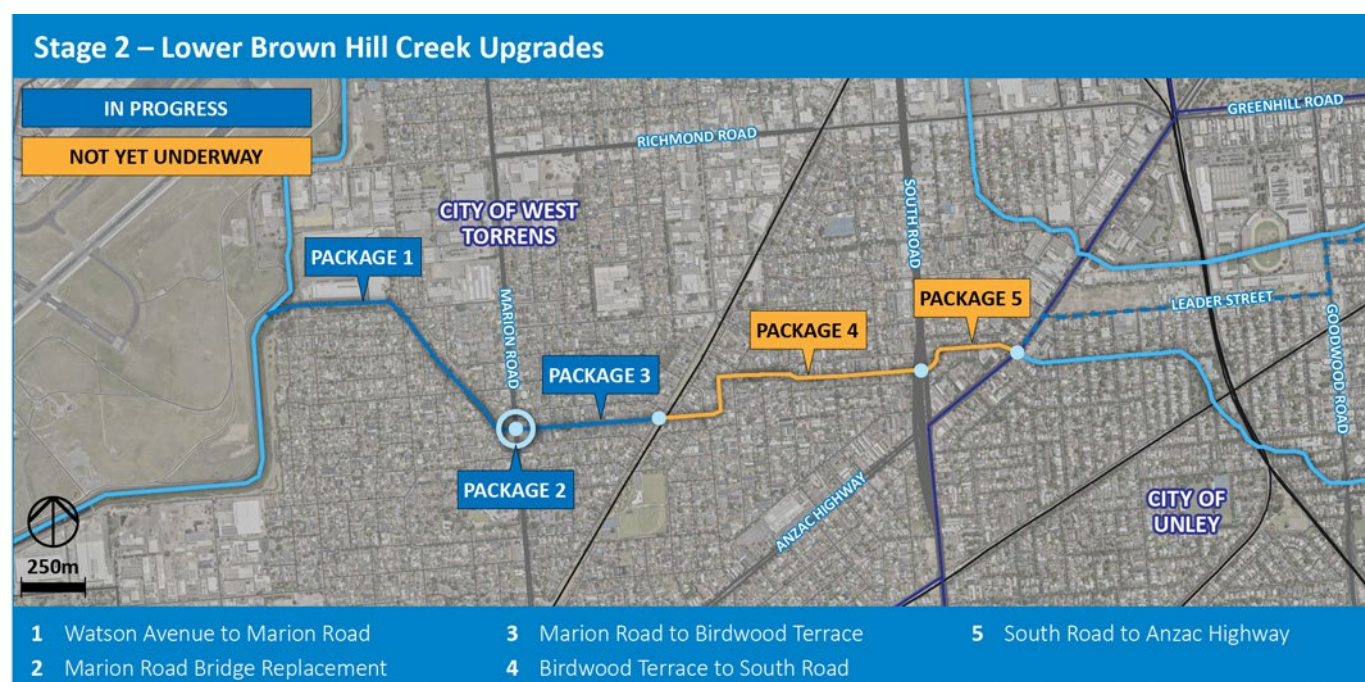 Stage 2 – Lower Brown Hill Creek Upgrades
IN PROGRESS
NOT YET UNDERWAY
GREENHILL ROAD
RICHMOND ROAD
SOUTH ROAD
CITY OF WEST
TORRENS
PACKAGE 1
MARION ROAD
PACKAGE 5
LEADER STREET
GOODWOOD ROAD
PACKAGE 4
PACKAGE 3
PACKAGE 2
ANZAC HIGHWAY
CITY OF
UNLEY
250m
1 Watson Avenue to Marion Road
2 Marion Road Bridge Replacement
3 Marion Road to Birdwood Terrace
4 Birdwood Terrace to South Road
5 South Road to Anzac Highway